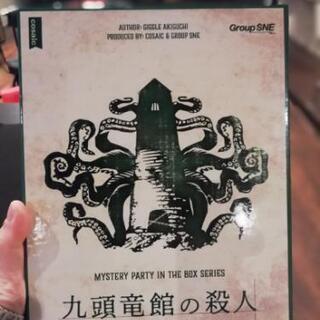 cosaic
AUTHOR: GIGGLE AKIGUCHI
PRODUCED BY: COSAIC & GROUP SNE
Group SNE
MYSTERY PARTY IN THE BOX SERIES
九頭竜館の殺人